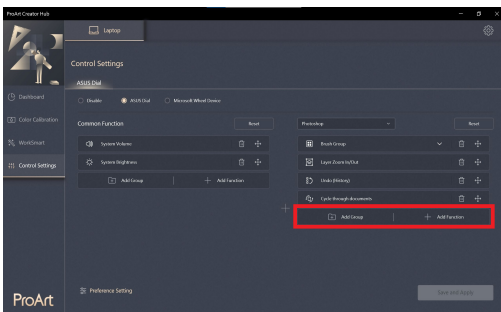 ProArt Creator Hub
Laptop
Control Settings
ASUS Dial
Dashboard
Disable
ASUS Dial
Microsoft Wheel Device
Color Calibration
Common Function
Reset
Photoshop
Reset
WorkSmart
System Volume
Brush Group
Control Settings
System Brightness
Layer Zoom In/Out
Add Group
Add Function
Undo (History)
Cycle through documents
Add Group
Add Function
Preference Setting
Save and Apply
ProArt